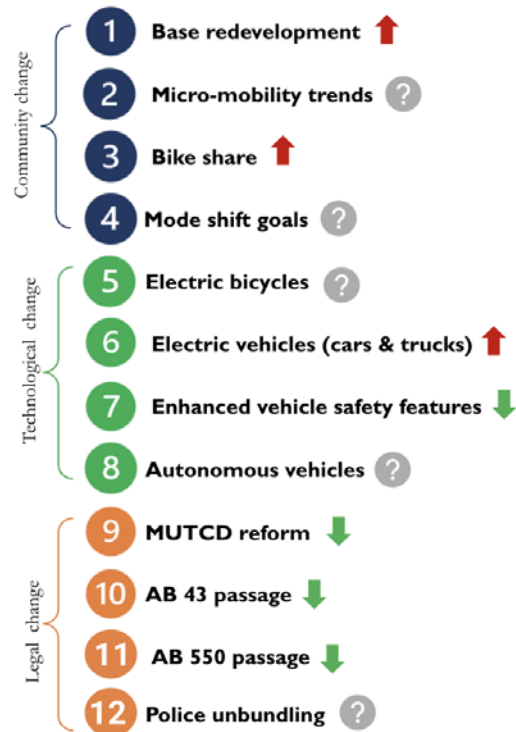 Community change
1 Base redevelopment
2 Micro-mobility trends ?
3 Bike share
4 Mode shift goals ?
Technological change
5 Electric bicycles ?
6 Electric vehicles (cars & trucks)
7 Enhanced vehicle safety features
8 Autonomous vehicles ?
Legal change
9 MUTCD reform
10 AB 43 passage
11 AB 550 passage
12 Police unbundling ?